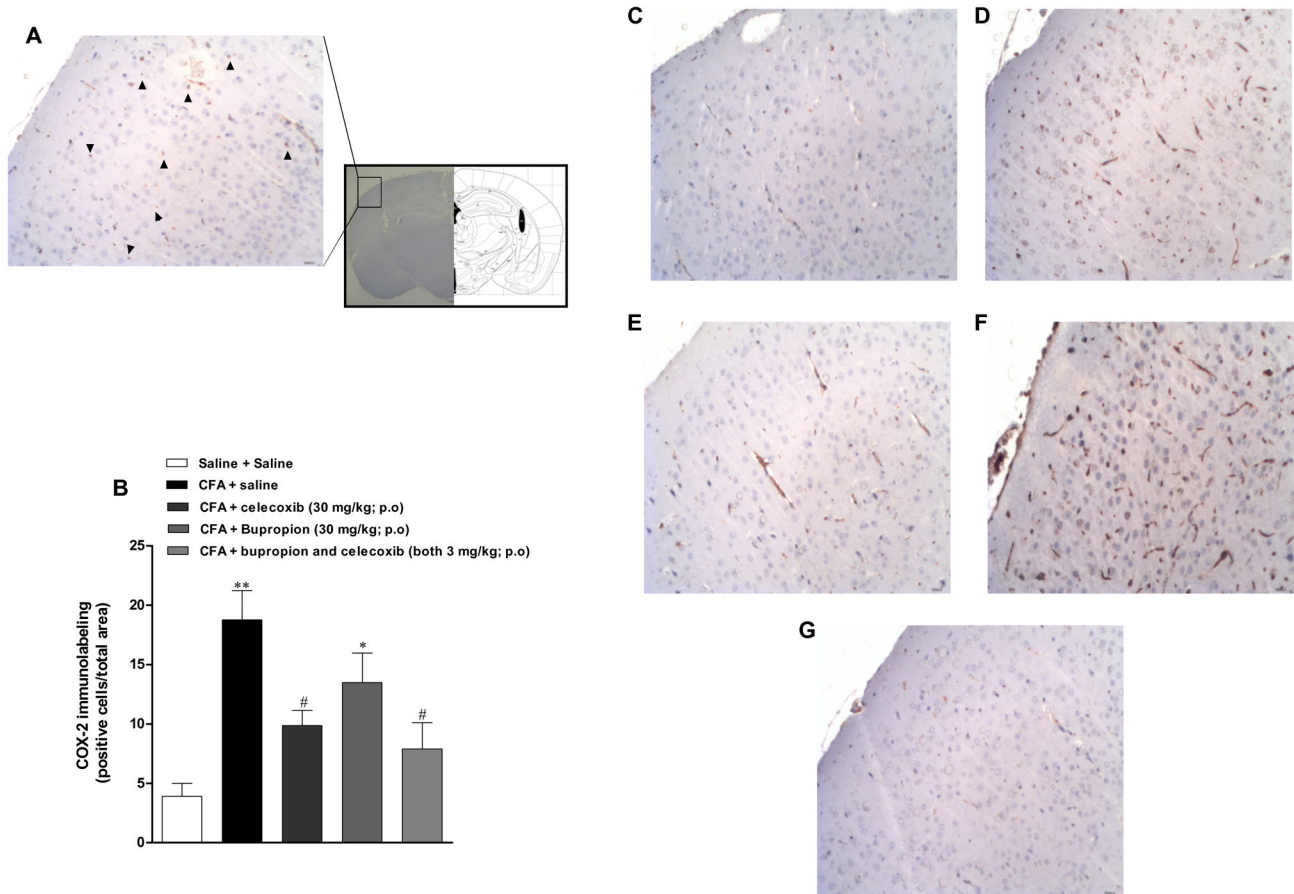 A
B
Saline + Saline
CFA + saline
CFA + celecoxib (30 mg/kg; p.o)
CFA + Bupropion (30 mg/kg; p.o)
CFA + bupropion and celecoxib (both 3 mg/kg; p.o)
COX-2 immunolabeling
(positive cells/total area)
25
20
15
10
5
0
**
#
*
#
C
D
E
F
G